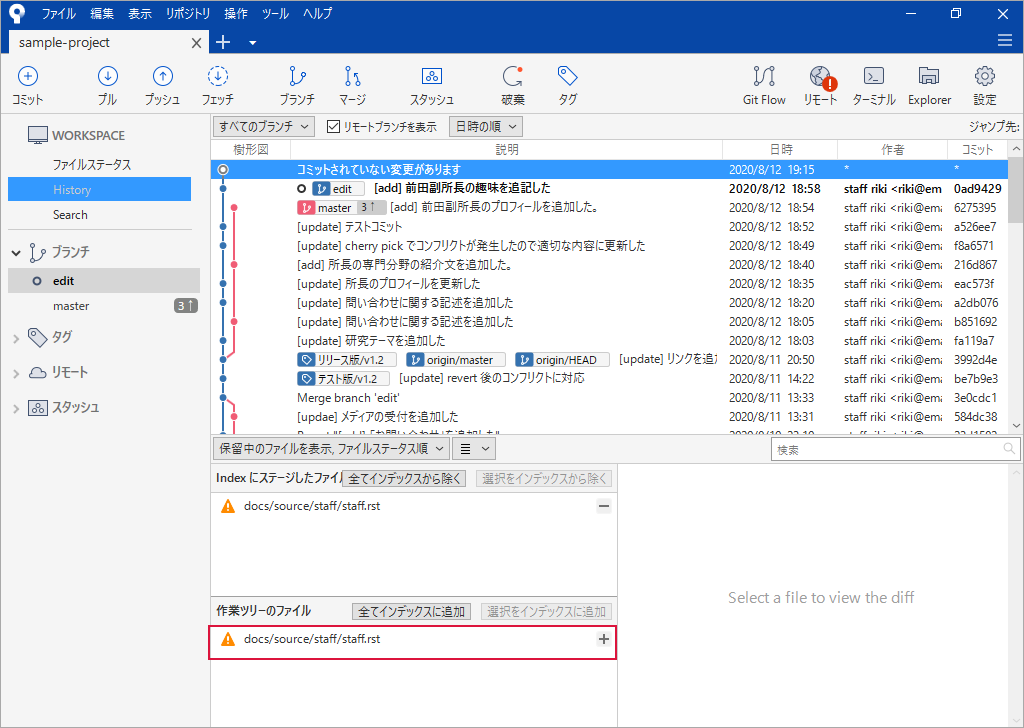 ファイル 編集 表示 リポジトリ 操作 ツール ヘルプ
sample-project
コミット プル プッシュ フェッチ ブランチ マージ スタッシュ 破棄 タグ Git Flow リモート ターミナル Explorer 設定
WORKSPACE
ファイルステータス
History
Search
ブランチ
edit
master 3↑
タグ
リモート
スタッシュ
すべてのブランチ リモートブランチを表示 日時の順 ジャンプ先:
樹形図 説明 日時 作者 コミット
コミットされていない変更があります 2020/8/12 19:15 * *
edit [add] 前田副所長の趣味を追記した 2020/8/12 18:58 staff riki <riki@em 0ad9429
master 3↑ [add] 前田副所長のプロフィールを追加した。 2020/8/12 18:54 staff riki <riki@ema 6275395
[update] テストコミット 2020/8/12 18:52 staff riki <riki@ema a526ee7
[update] cherry pick でコンフリクトが発生したので適切な内容に更新した 2020/8/12 18:49 staff riki <riki@ema f8a6571
[add] 所長の専門分野の紹介文を追加した。 2020/8/12 18:40 staff riki <riki@ema 216d867
[update] 所長のプロフィールを更新した 2020/8/12 18:35 staff riki <riki@ema eac573f
[update] 問い合わせに関する記述を追加した 2020/8/12 18:20 staff riki <riki@ema a2db076
[update] 問い合わせに関する記述を追加した 2020/8/12 18:05 staff riki <riki@ema b851692
[update] 研究テーマを追加した 2020/8/12 18:03 staff riki <riki@ema fa119a7
リリース版/v1.2 origin/master origin/HEAD [update] リンクを追 2020/8/11 20:50 staff riki <riki@ema 3992d4e
テスト版/v1.2 [update] revert 後のコンフリクトに対応 2020/8/11 14:22 staff riki <riki@ema be7b9e3
Merge branch 'edit' 2020/8/11 13:33 staff riki <riki@ema 3e0cdc1
[updae] メディアの受付を追加した 2020/8/11 13:31 staff riki <riki@ema 584dc38
保留中のファイルを表示, ファイルステータス順 検索
Index にステージしたファイル 全てインデックスから除く 選択をインデックスから除く
docs/source/staff/staff.rst
Select a file to view the diff
作業ツリーのファイル 全てインデックスに追加 選択をインデックスに追加
docs/source/staff/staff.rst